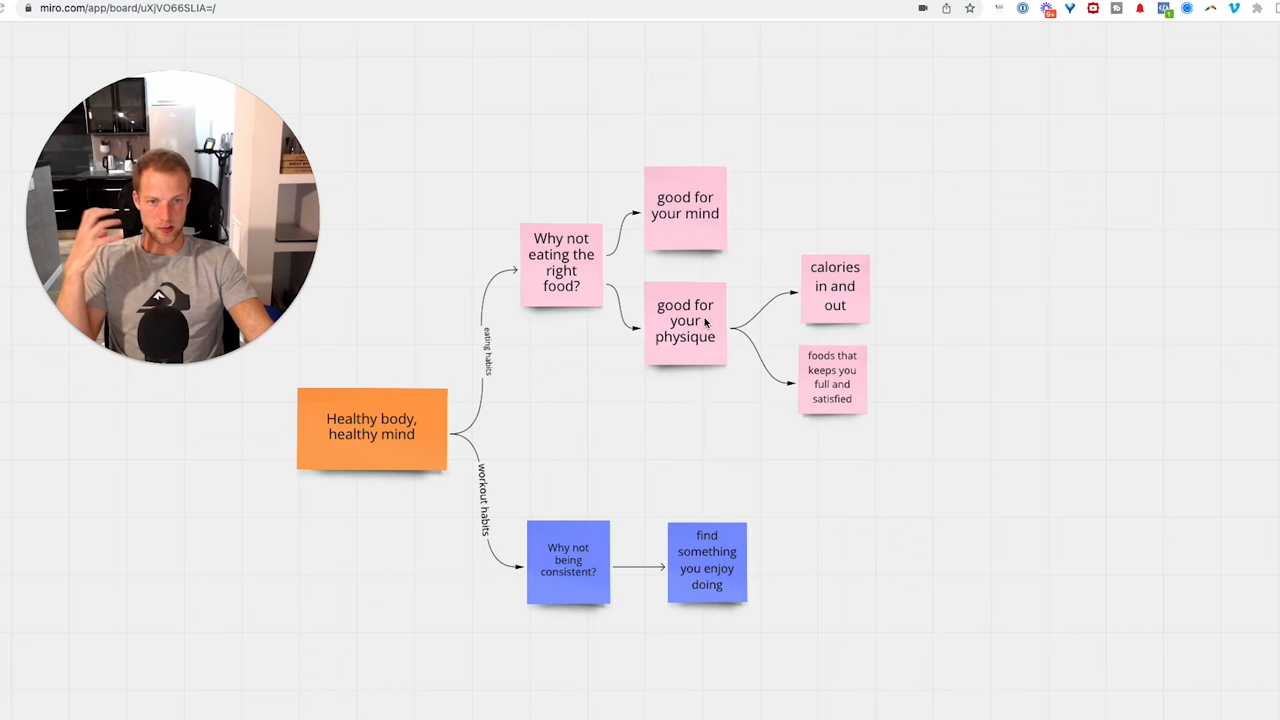 miro.com/app/board/uXjVO66SLIA=/
good for
your mind
Why not
eating the
right
food?
calories
in and
out
good for
your
physique
eating habits
foods that
keeps you
full and
satisfied
Healthy body,
healthy mind
workout habits
Why not
being
consistent?
find
something
you enjoy
doing